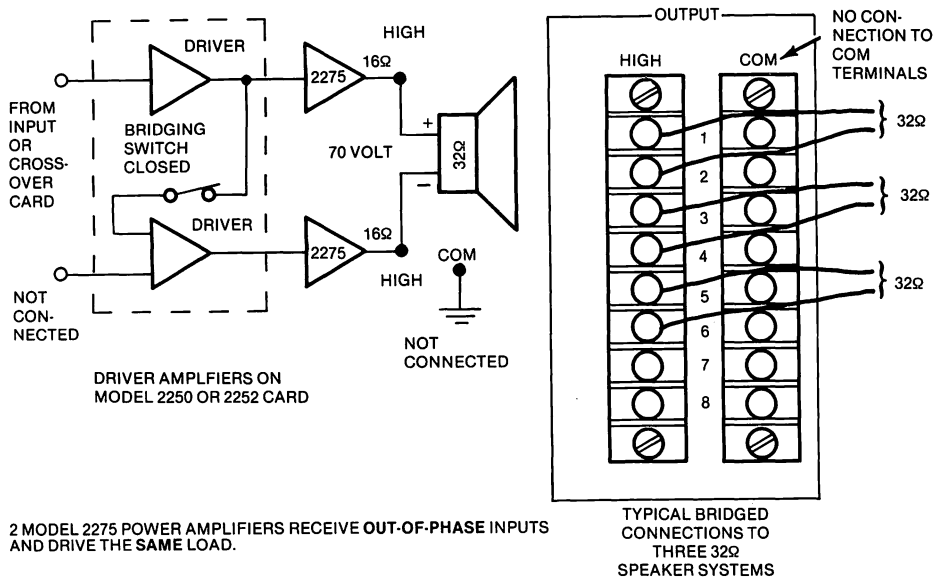 DRIVER
FROM
INPUT
OR
CROSS-
OVER
CARD
BRIDGING
SWITCH
CLOSED
DRIVER
NOT
CON-
NECTED
2275
16Ω
HIGH
70 VOLT
+
32Ω
−
2275
16Ω
HIGH
COM
NOT
CONNECTED
DRIVER AMPLFIERS ON
MODEL 2250 OR 2252 CARD
2 MODEL 2275 POWER AMPLIFIERS RECEIVE OUT-OF-PHASE INPUTS
AND DRIVE THE SAME LOAD.
OUTPUT
HIGH
COM
NO CON-
NECTION TO
COM
TERMINALS
1
2
3
4
5
6
7
8
32Ω
32Ω
32Ω
TYPICAL BRIDGED
CONNECTIONS TO
THREE 32Ω
SPEAKER SYSTEMS